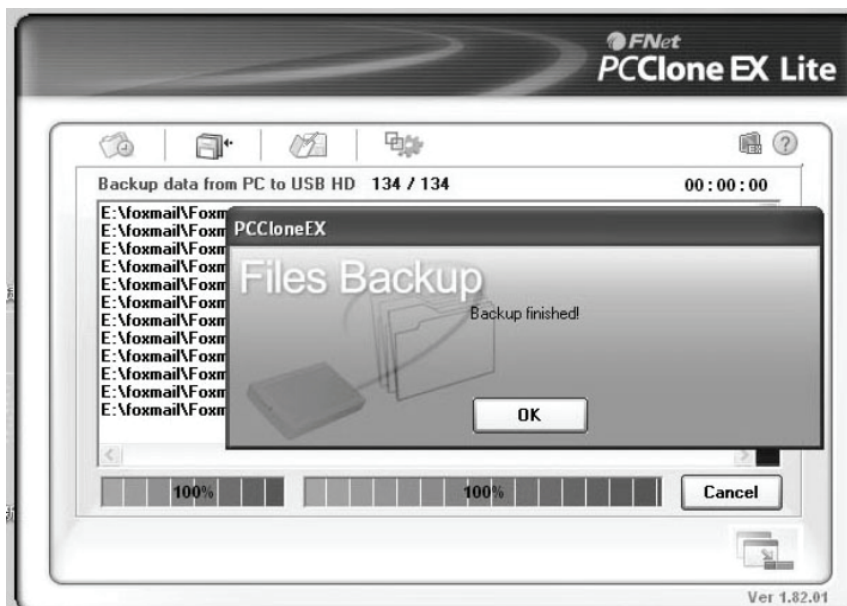 FNet
PCClone EX Lite
Backup data from PC to USB HD 134 / 134 00:00:00
E:\foxmail\Foxm
E:\foxmail\Foxm
E:\foxmail\Foxm
E:\foxmail\Foxm
E:\foxmail\Foxm
E:\foxmail\Foxm
E:\foxmail\Foxm
E:\foxmail\Foxm
E:\foxmail\Foxm
E:\foxmail\Foxm
E:\foxmail\Foxm
E:\foxmail\Foxm
PCCloneEX
Files Backup
Backup finished!
OK
100% 100% Cancel
Ver 1.82.01